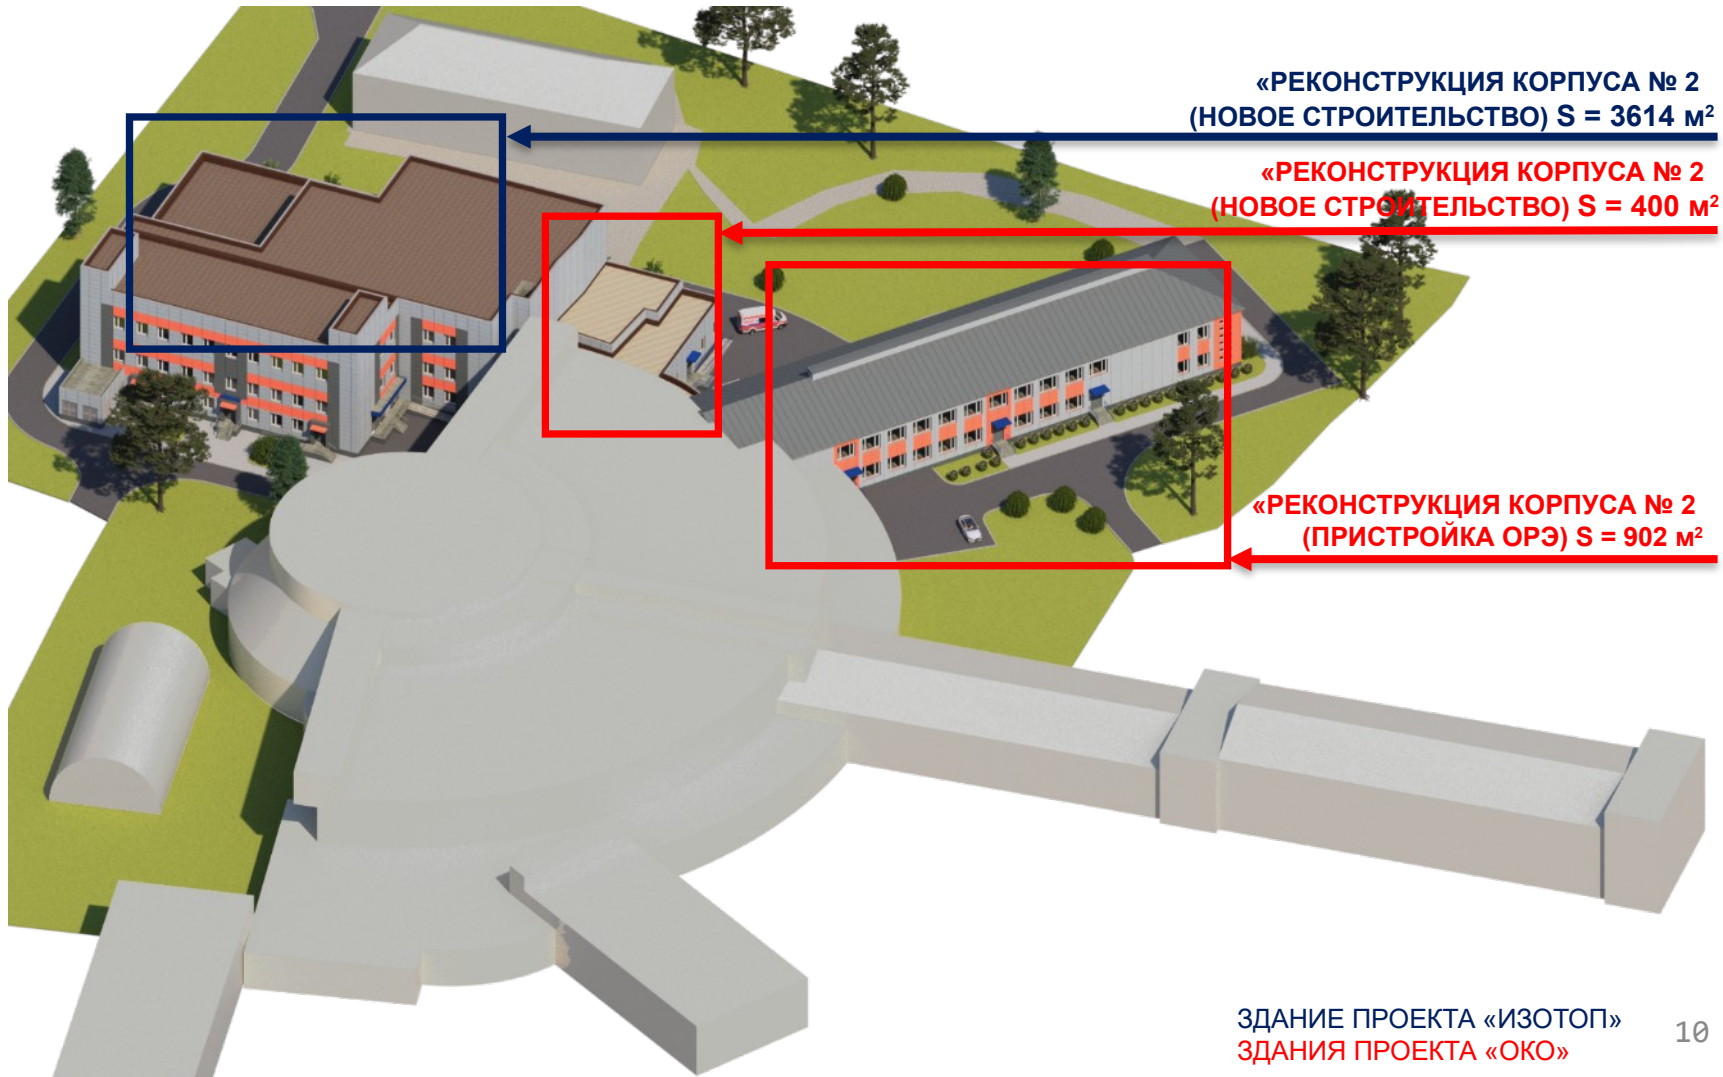 «РЕКОНСТРУКЦИЯ КОРПУСА № 2
(НОВОЕ СТРОИТЕЛЬСТВО) S = 3614 м²
«РЕКОНСТРУКЦИЯ КОРПУСА № 2
(НОВОЕ СТРОИТЕЛЬСТВО) S = 400 м²
«РЕКОНСТРУКЦИЯ КОРПУСА № 2
(ПРИСТРОЙКА ОРЭ) S = 902 м²
ЗДАНИЕ ПРОЕКТА «ИЗОТОП»
ЗДАНИЯ ПРОЕКТА «ОКО»
10